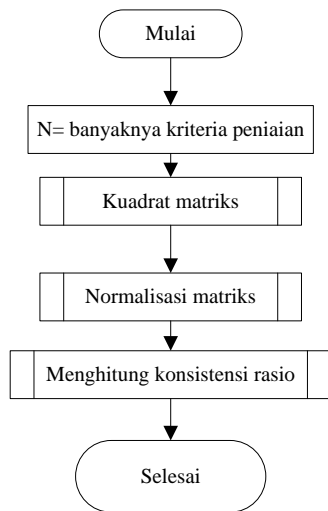 Mulai
N= banyaknya kriteria peniaian
Kuadrat matriks
Normalisasi matriks
Menghitung konsistensi rasio
Selesai